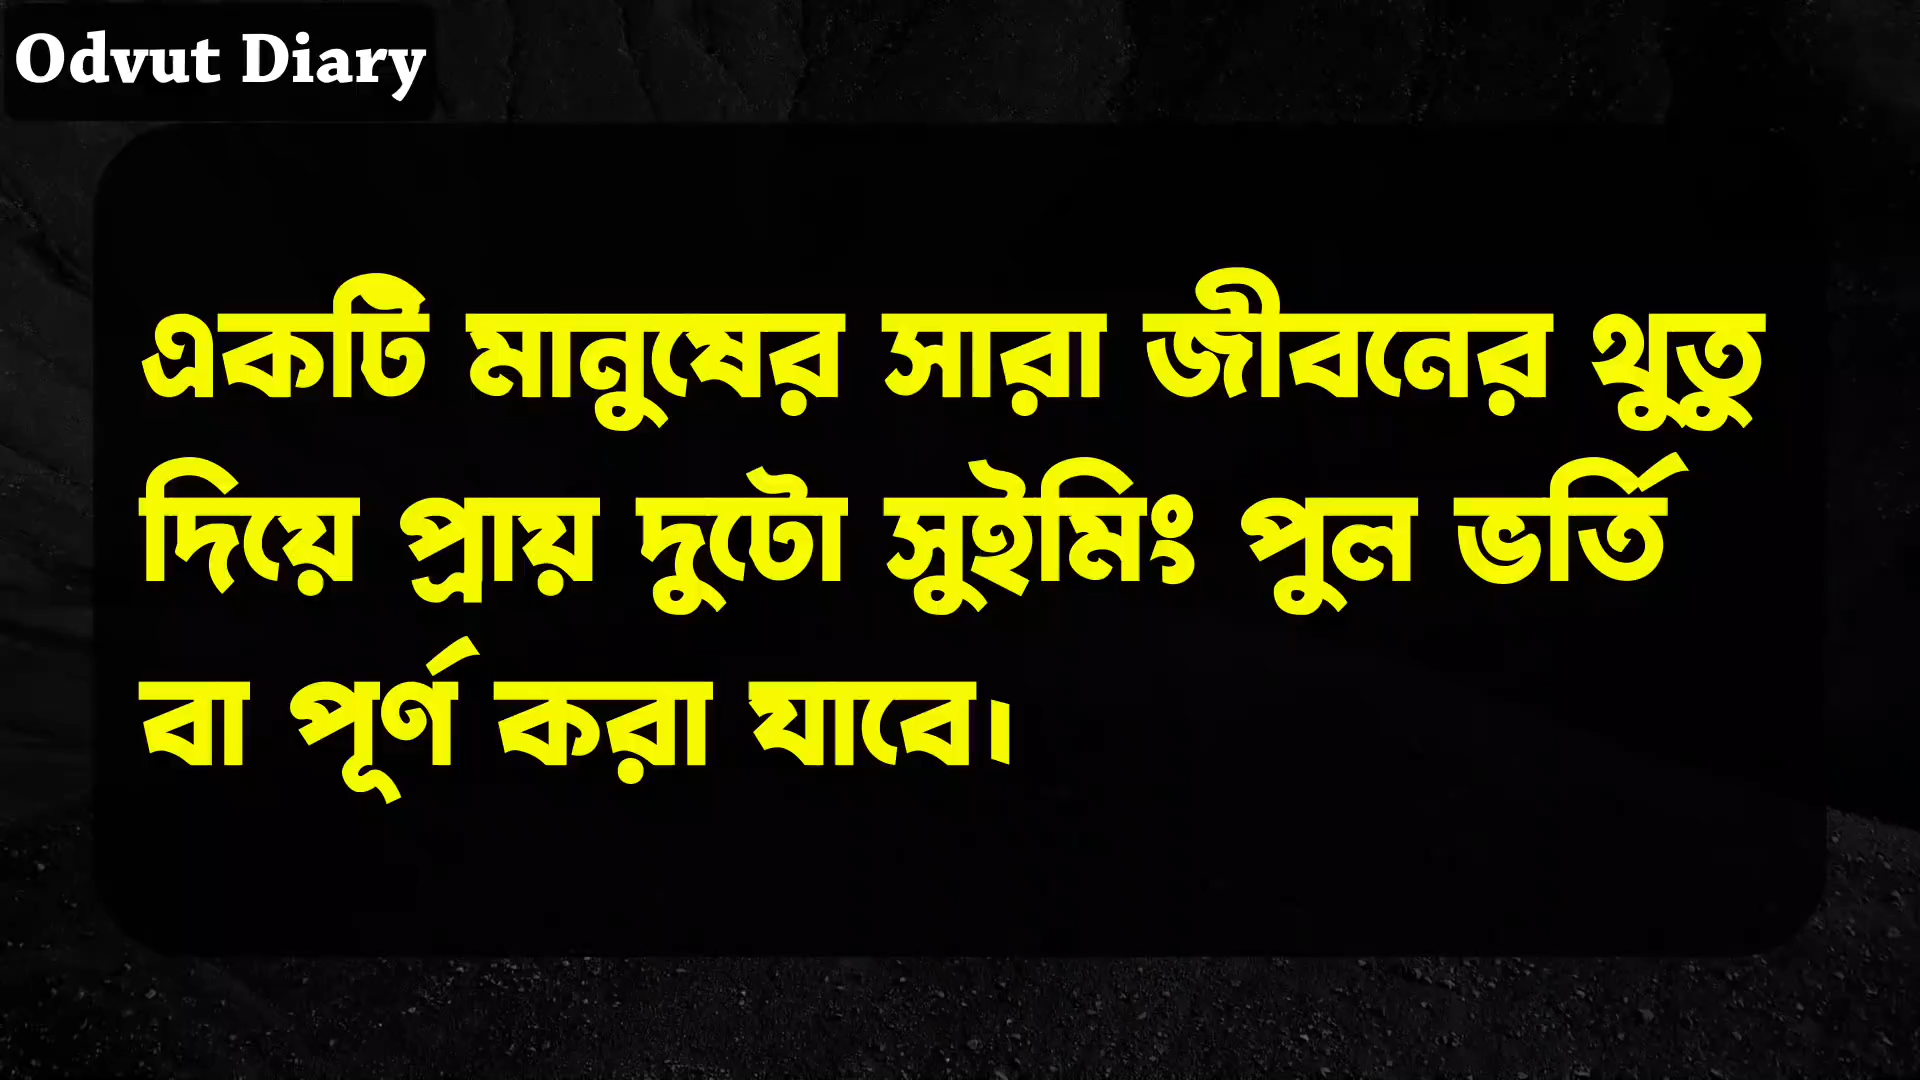 Odvut Diary
একটি মানুষের সারা জীবনের থুতু
দিয়ে প্রায় দুটো সুইমিং পুল ভর্তি
বা পূর্ণ করা যাবে।